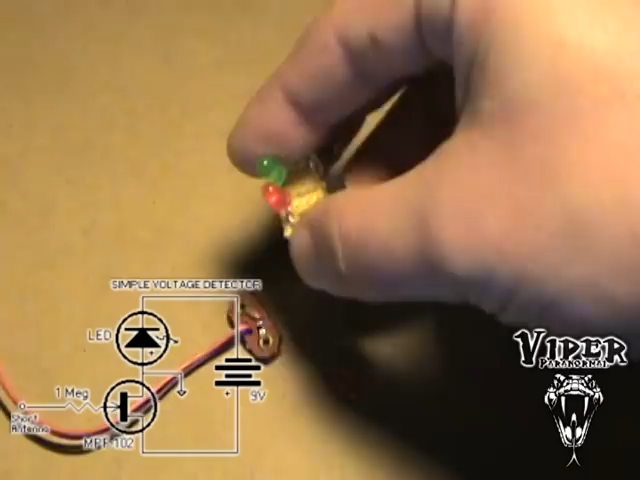 SIMPLE VOLTAGE DETECTOR
LED
1 Meg
9V
Short
Antenna
MPF-102
VIPER
PARANORMAL